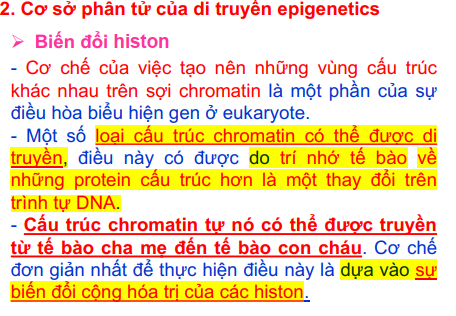 2. Cơ sở phân tử của di truyền epigenetics
➢ Biến đổi histon
- Cơ chế của việc tạo nên những vùng cấu trúc
khác nhau trên sợi chromatin là một phần của sự
điều hòa biểu hiện gen ở eukaryote.
- Một số loại cấu trúc chromatin có thể được di
truyền, điều này có được do trí nhớ tế bào về
những protein cấu trúc hơn là một thay đổi trên
trình tự DNA.
- Cấu trúc chromatin tự nó có thể được truyền
từ tế bào cha mẹ đến tế bào con cháu. Cơ chế
đơn giản nhất để thực hiện điều này là dựa vào sự
biến đổi cộng hóa trị của các histon.